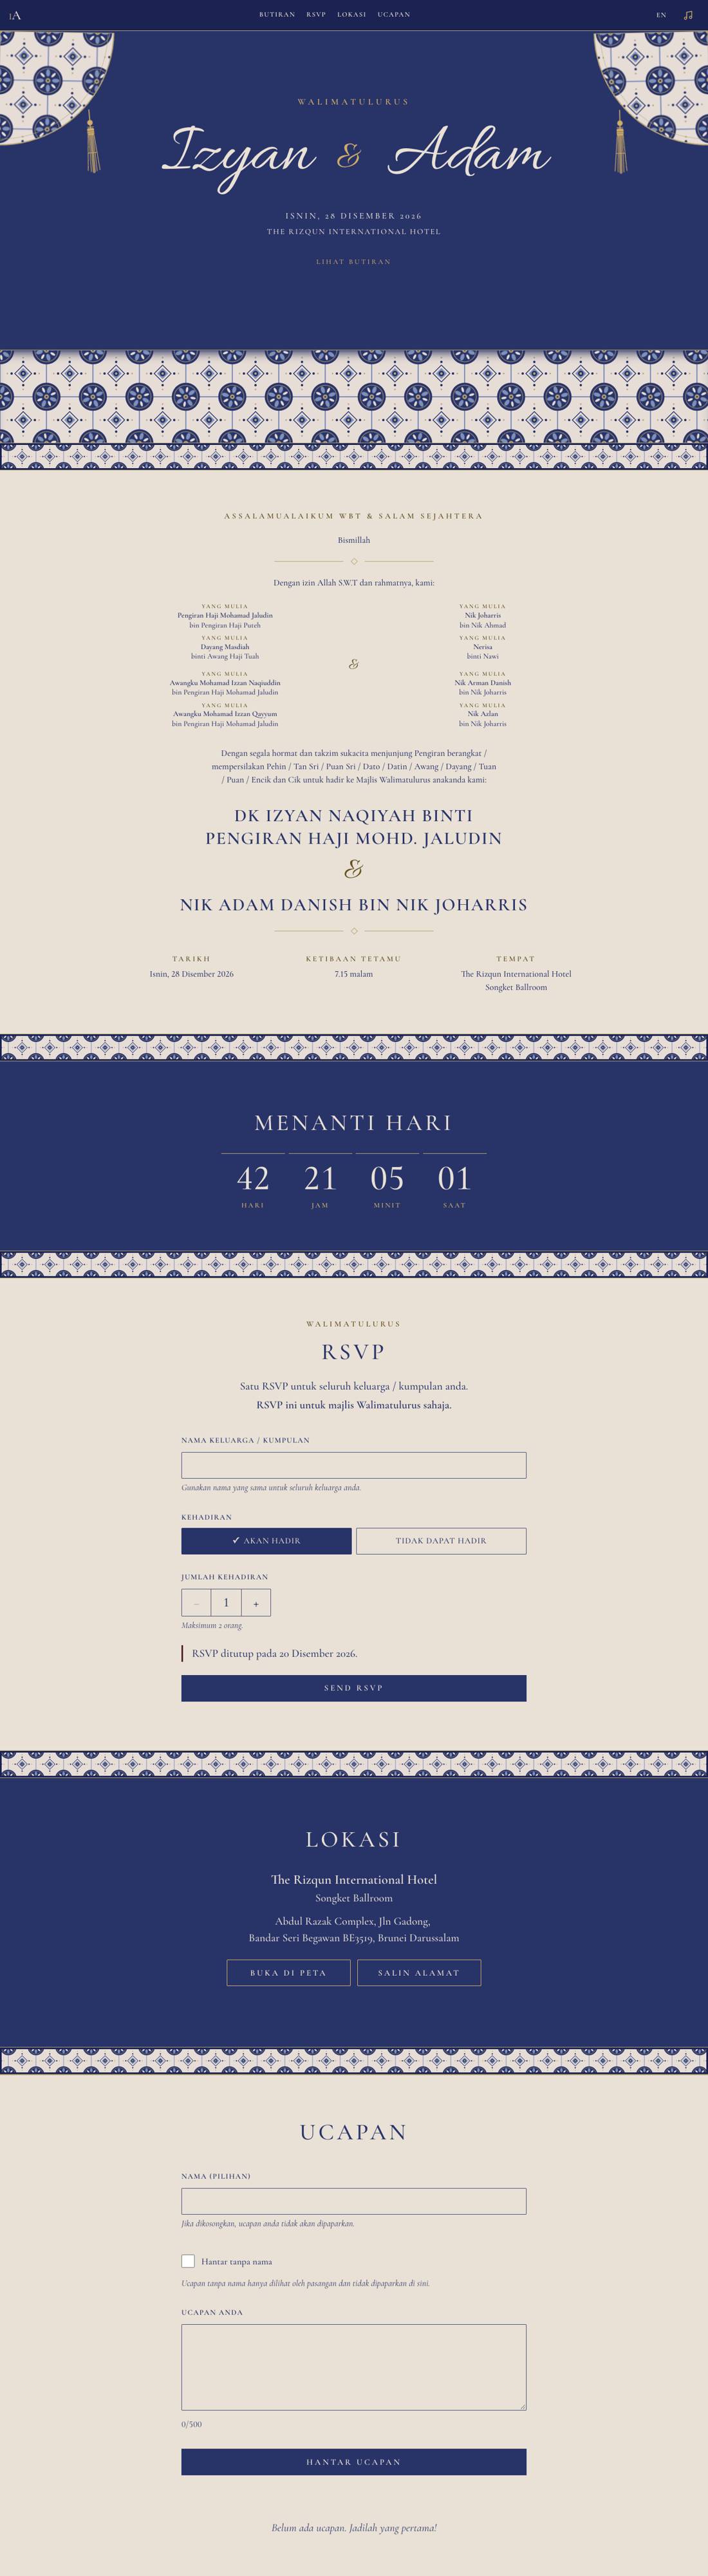 IA
BUTIRAN RSVP LOKASI UCAPAN
EN
WALIMATULURUS
Izyan & Adam
ISNIN, 28 DISEMBER 2026
THE RIZQUN INTERNATIONAL HOTEL
LIHAT BUTIRAN
ASSALAMUALAIKUM WBT & SALAM SEJAHTERA
Bismillah
Dengan izin Allah S.W.T dan rahmatnya, kami:
YANG MULIA
Pengiran Haji Mohamad Jaludin
bin Pengiran Haji Puteh
YANG MULIA
Dayang Masdiah
binti Awang Haji Tuah
YANG MULIA
Awangku Mohamad Izzan Naqiuddin
bin Pengiran Haji Mohamad Jaludin
YANG MULIA
Awangku Mohamad Izzan Qayyum
bin Pengiran Haji Mohamad Jaludin
&
YANG MULIA
Nik Joharris
bin Nik Ahmad
YANG MULIA
Nerisa
binti Nawi
YANG MULIA
Nik Arman Danish
bin Nik Joharris
YANG MULIA
Nik Azlan
bin Nik Joharris
Dengan segala hormat dan takzim sukacita menjunjung Pengiran berangkat /
mempersilakan Pehin / Tan Sri / Puan Sri / Dato / Datin / Awang / Dayang / Tuan
/ Puan / Encik dan Cik untuk hadir ke Majlis Walimatulurus anakanda kami:
DK IZYAN NAQIYAH BINTI
PENGIRAN HAJI MOHD. JALUDIN
&
NIK ADAM DANISH BIN NIK JOHARRIS
TARIKH
Isnin, 28 Disember 2026
KETIBAAN TETAMU
7.15 malam
TEMPAT
The Rizqun International Hotel
Songket Ballroom
MENANTI HARI
42 21 05 01
HARI JAM MINIT SAAT
WALIMATULURUS
RSVP
Satu RSVP untuk seluruh keluarga / kumpulan anda.
RSVP ini untuk majlis Walimatulurus sahaja.
NAMA KELUARGA / KUMPULAN
Gunakan nama yang sama untuk seluruh keluarga anda.
KEHADIRAN
✓ AKAN HADIR
TIDAK DAPAT HADIR
JUMLAH KEHADIRAN
− 1 +
Maksimum 2 orang.
RSVP ditutup pada 20 Disember 2026.
SEND RSVP
LOKASI
The Rizqun International Hotel
Songket Ballroom
Abdul Razak Complex, Jln Gadong,
Bandar Seri Begawan BE3519, Brunei Darussalam
BUKA DI PETA
SALIN ALAMAT
UCAPAN
NAMA (PILIHAN)
Jika dikosongkan, ucapan anda tidak akan dipaparkan.
Hantar tanpa nama
Ucapan tanpa nama hanya dilihat oleh pasangan dan tidak dipaparkan di sini.
UCAPAN ANDA
0/500
HANTAR UCAPAN
Belum ada ucapan. Jadilah yang pertama!